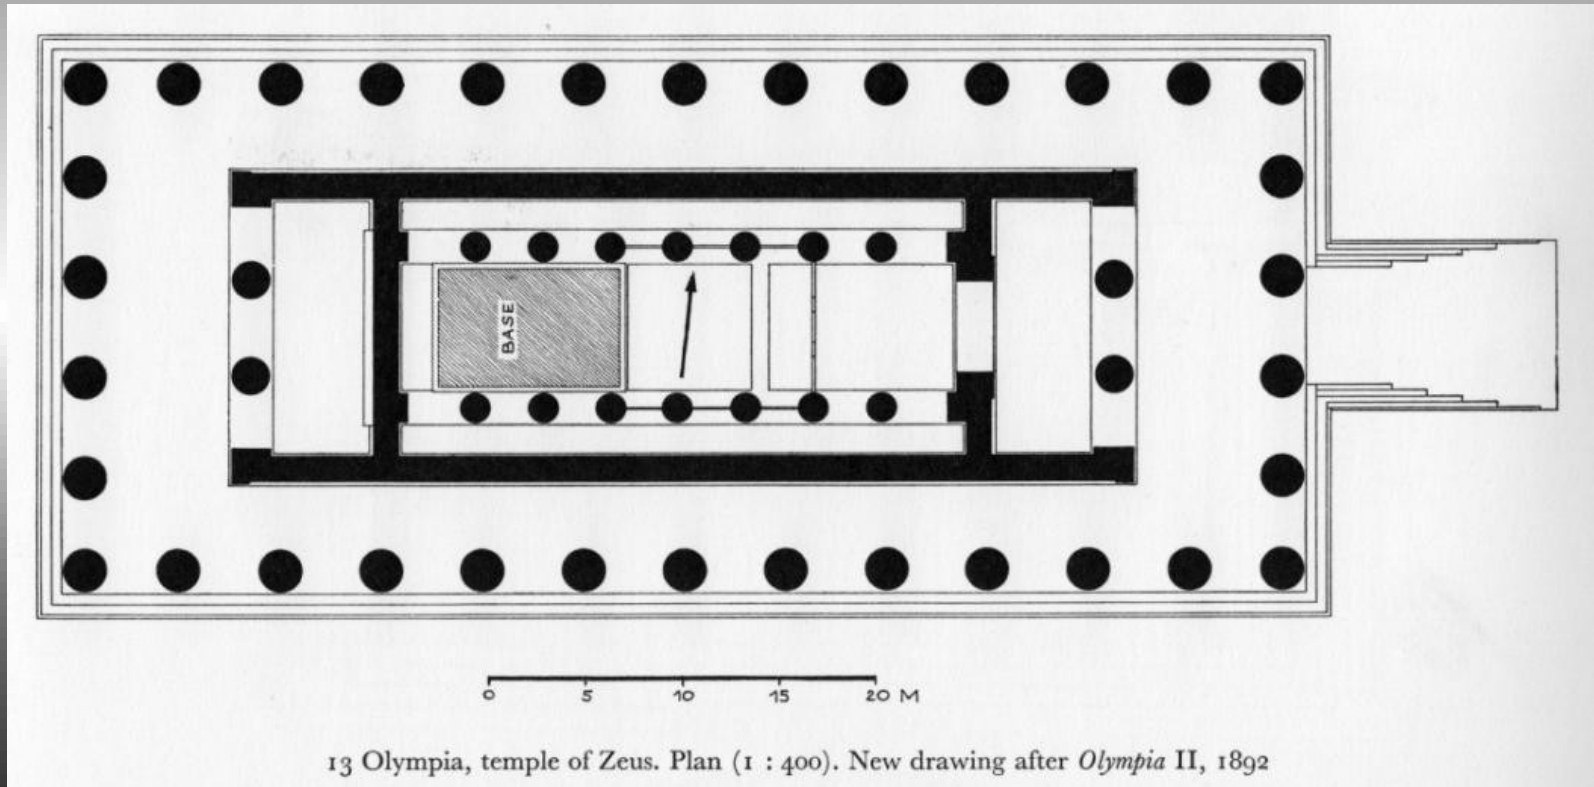 BASE
0 5 10 15 20 M
13 Olympia, temple of Zeus. Plan (1 : 400). New drawing after Olympia II, 1892